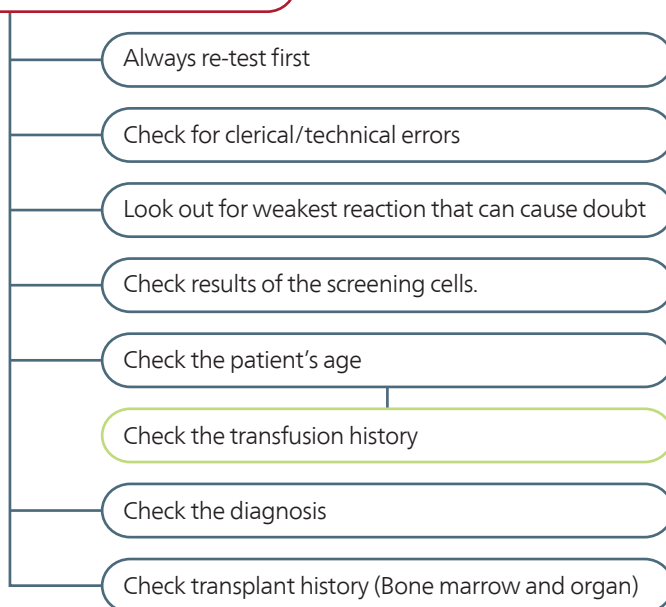 Always re-test first
Check for clerical/technical errors
Look out for weakest reaction that can cause doubt
Check results of the screening cells.
Check the patient's age
Check the transfusion history
Check the diagnosis
Check transplant history (Bone marrow and organ)